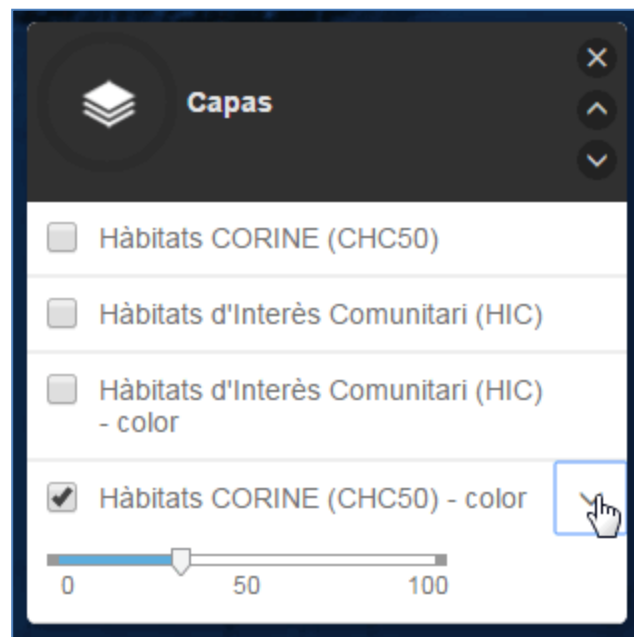 Capas
Hàbitats CORINE (CHC50)
Hàbitats d'Interès Comunitari (HIC)
Hàbitats d'Interès Comunitari (HIC)
- color
Hàbitats CORINE (CHC50) - color
0 50 100